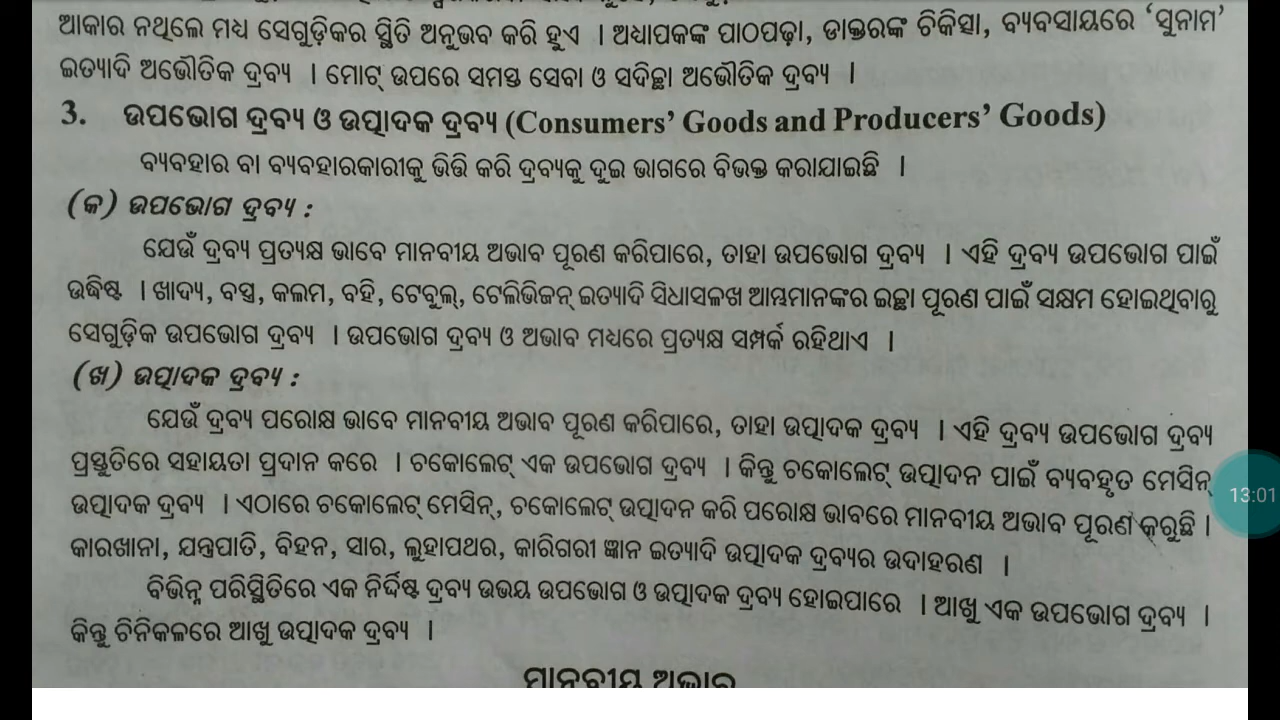 ଆକାର ନଥିଲେ ମଧ୍ୟ ସେଗୁଡ଼ିକର ସ୍ଥିତି ଅନୁଭବ କରି ହୁଏ । ଅଧ୍ୟାପକଙ୍କ ପାଠପଢ଼ା, ଡାକ୍ତରଙ୍କ ଚିକିତ୍ସା, ବ୍ୟବସାୟରେ ‘ସୁନାମ’
ଇତ୍ୟାଦି ଅଭୌତିକ ଦ୍ରବ୍ୟ । ମୋଟ୍ ଉପରେ ସମସ୍ତ ସେବା ଓ ସଦିଚ୍ଛା ଅଭୌତିକ ଦ୍ରବ୍ୟ ।
3. ଉପଭୋଗ ଦ୍ରବ୍ୟ ଓ ଉତ୍ପାଦକ ଦ୍ରବ୍ୟ (Consumers’ Goods and Producers’ Goods)
ବ୍ୟବହାର ବା ବ୍ୟବହାରକାରୀକୁ ଭିତ୍ତି କରି ଦ୍ରବ୍ୟକୁ ଦୁଇ ଭାଗରେ ବିଭକ୍ତ କରାଯାଇଛି ।
(କ) ଉପଭୋଗ ଦ୍ରବ୍ୟ :
ଯେଉଁ ଦ୍ରବ୍ୟ ପ୍ରତ୍ୟକ୍ଷ ଭାବେ ମାନବୀୟ ଅଭାବ ପୂରଣ କରିପାରେ, ତାହା ଉପଭୋଗ ଦ୍ରବ୍ୟ । ଏହି ଦ୍ରବ୍ୟ ଉପଭୋଗ ପାଇଁ
ଉଦ୍ଧିଷ୍ଟ । ଖାଦ୍ୟ, ବସ୍ତ୍ର, କଲମ, ବହି, ଟେବୁଲ୍, ଟେଲିଭିଜନ୍ ଇତ୍ୟାଦି ସିଧାସଳଖ ଆମ୍ଭମାନଙ୍କର ଇଚ୍ଛା ପୂରଣ ପାଇଁ ସକ୍ଷମ ହୋଇଥିବାରୁ
ସେଗୁଡ଼ିକ ଉପଭୋଗ ଦ୍ରବ୍ୟ । ଉପଭୋଗ ଦ୍ରବ୍ୟ ଓ ଅଭାବ ମଧ୍ୟରେ ପ୍ରତ୍ୟକ୍ଷ ସମ୍ପର୍କ ରହିଥାଏ ।
(ଖ) ଉତ୍ପାଦକ ଦ୍ରବ୍ୟ :
ଯେଉଁ ଦ୍ରବ୍ୟ ପରୋକ୍ଷ ଭାବେ ମାନବୀୟ ଅଭାବ ପୂରଣ କରିପାରେ, ତାହା ଉତ୍ପାଦକ ଦ୍ରବ୍ୟ । ଏହି ଦ୍ରବ୍ୟ ଉପଭୋଗ ଦ୍ରବ୍ୟ
ପ୍ରସ୍ତୁତିରେ ସହାୟତା ପ୍ରଦାନ କରେ । ଚକୋଲେଟ୍ ଏକ ଉପଭୋଗ ଦ୍ରବ୍ୟ । କିନ୍ତୁ ଚକୋଲେଟ୍ ଉତ୍ପାଦନ ପାଇଁ ବ୍ୟବହୃତ ମେସିନ୍
ଉତ୍ପାଦକ ଦ୍ରବ୍ୟ । ଏଠାରେ ଚକୋଲେଟ୍ ମେସିନ୍, ଚକୋଲେଟ୍ ଉତ୍ପାଦନ କରି ପରୋକ୍ଷ ଭାବରେ ମାନବୀୟ ଅଭାବ ପୂରଣ କରୁଛି ।
କାରଖାନା, ଯନ୍ତ୍ରପାତି, ବିହନ, ସାର, ଲୁହାପଥର, କାରିଗରୀ ଜ୍ଞାନ ଇତ୍ୟାଦି ଉତ୍ପାଦକ ଦ୍ରବ୍ୟର ଉଦାହରଣ ।
ବିଭିନ୍ନ ପରିସ୍ଥିତିରେ ଏକ ନିର୍ଦ୍ଦିଷ୍ଟ ଦ୍ରବ୍ୟ ଉଭୟ ଉପଭୋଗ ଓ ଉତ୍ପାଦକ ଦ୍ରବ୍ୟ ହୋଇପାରେ । ଆଖୁ ଏକ ଉପଭୋଗ ଦ୍ରବ୍ୟ ।
କିନ୍ତୁ ଚିନିକଳରେ ଆଖୁ ଉତ୍ପାଦକ ଦ୍ରବ୍ୟ ।
ମାନବୀୟ ଅଭାବ
13:01